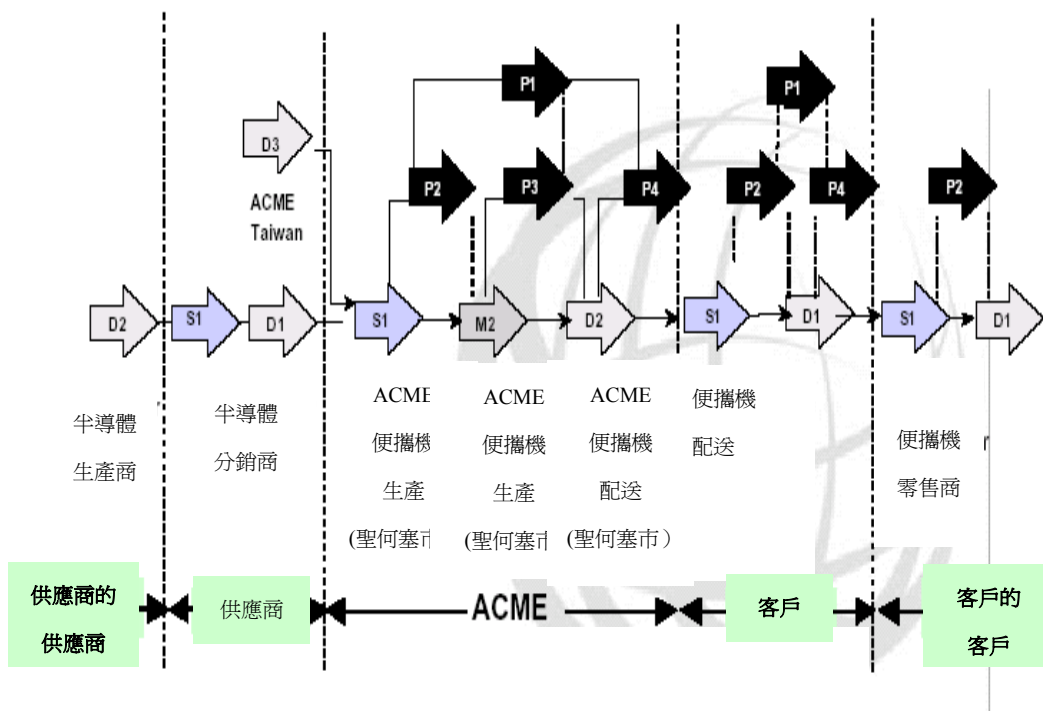 P1
P1
D3
P2
P3
P4
P2
P4
P2
ACME
Taiwan
D2
S1
D1
S1
M2
D2
S1
D1
S1
D1
半導體
生產商
半導體
分銷商
ACME
便攜機
生產
(聖何塞市
ACME
便攜機
生產
(聖何塞市
ACME
便攜機
配送
(聖何塞市）
便攜機
配送
便攜機
零售商
供應商的
供應商
供應商
ACME
客戶
客戶的
客戶